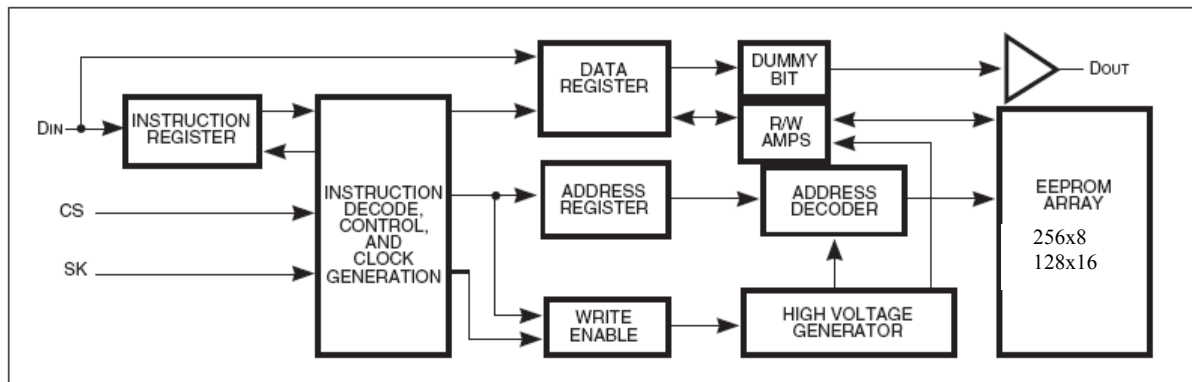 DIN
INSTRUCTION
REGISTER
CS
SK
INSTRUCTION
DECODE,
CONTROL,
AND
CLOCK
GENERATION
DATA
REGISTER
ADDRESS
REGISTER
WRITE
ENABLE
DUMMY
BIT
R/W
AMPS
ADDRESS
DECODER
HIGH VOLTAGE
GENERATOR
DOUT
EEPROM
ARRAY
256x8
128x16